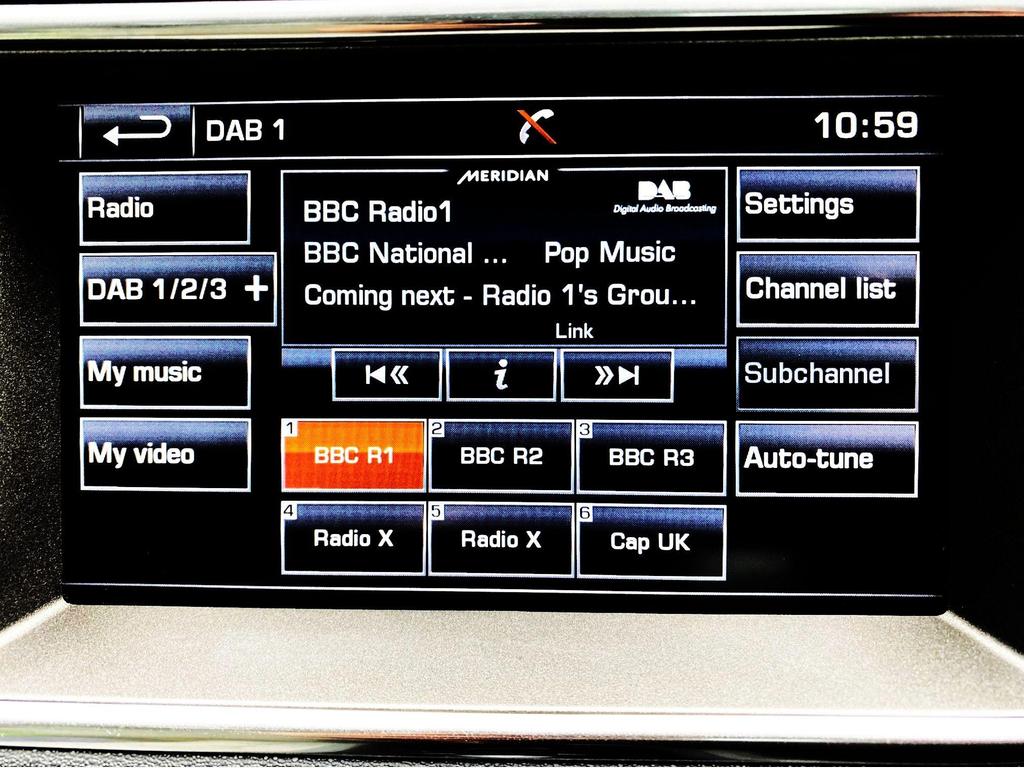 DAB 1
10:59
Radio
DAB 1/2/3 +
My music
My video
MERIDIAN
DAB
Digital Audio Broadcasting
BBC Radio1
BBC National ... Pop Music
Coming next - Radio 1's Grou...
Link
i
Settings
Channel list
Subchannel
Auto-tune
1 BBC R1
2 BBC R2
3 BBC R3
4 Radio X
5 Radio X
6 Cap UK